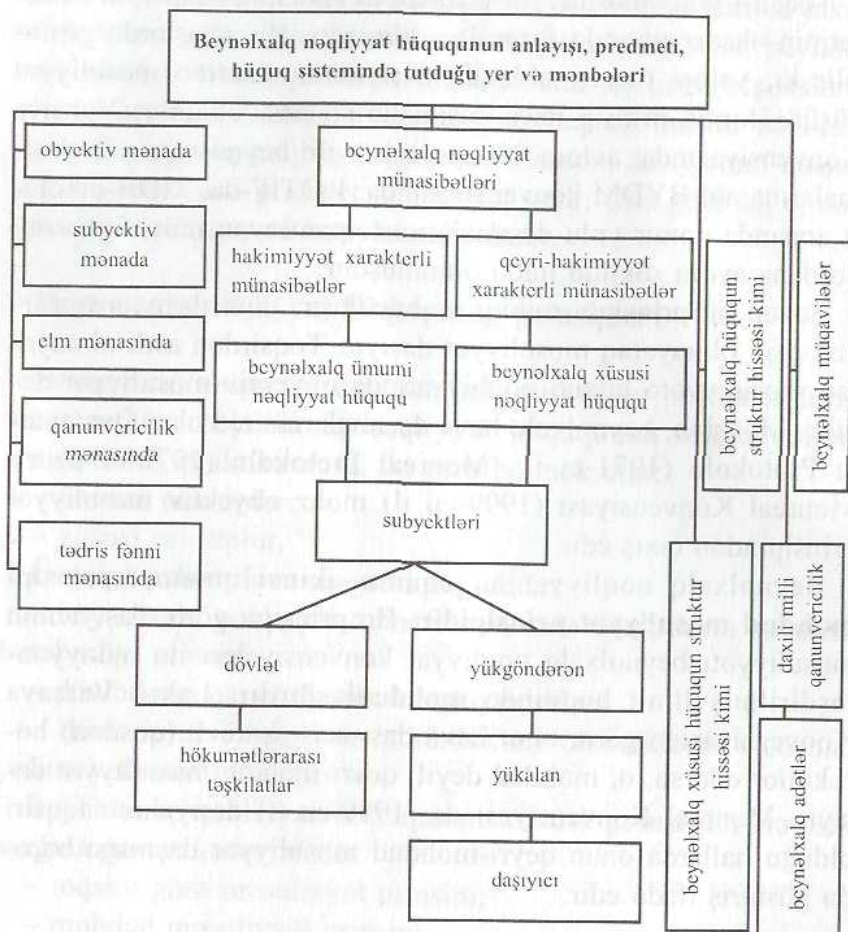 Beynəlxalq nəqliyyat hüququnun anlayışı, predmeti,
hüquq sistemində tutduğu yer və mənbələri
obyektiv mənada
subyektiv
mənada
elm mənasında
qanunvericilik
mənasında
tədris fənni
mənasında
beynəlxalq nəqliyyat
münasibətləri
hakimiyyət xarakterli
münasibətlər
qeyri-hakimiyyət
xarakterli münasibətlər
beynəlxalq ümumi
nəqliyyat hüququ
beynəlxalq xüsusi
nəqliyyat hüququ
subyektləri
dövlət
hökumətlərarası
təşkilatlar
yükgöndərən
yükalan
daşıyıcı
beynəlxalq hüququn
struktur hissəsi kimi
beynəlxalq xüsusi hüququn struktur
hissəsi kimi
beynəlxalq müqavilələr
daxili milli
qanunvericilik
beynəlxalq adətlər